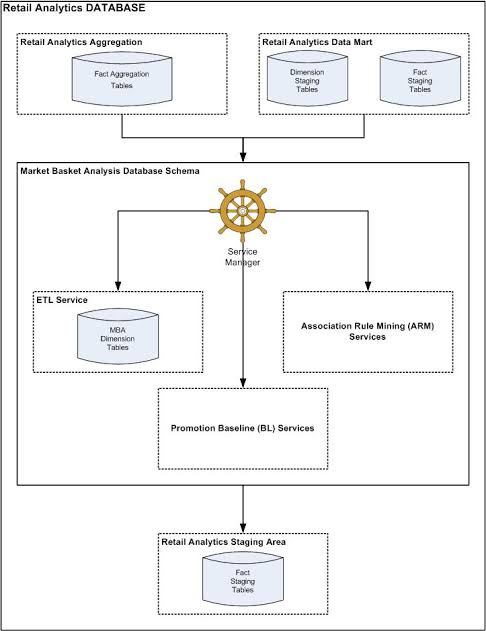 Retail Analytics DATABASE
Retail Analytics Aggregation
Fact Aggregation
Tables
Retail Analytics Data Mart
Dimension
Staging
Tables
Fact
Staging
Tables
Market Basket Analysis Database Schema
Service
Manager
ETL Service
MBA
Dimension
Tables
Association Rule Mining (ARM)
Services
Promotion Baseline (BL) Services
Retail Analytics Staging Area
Fact
Staging
Tables